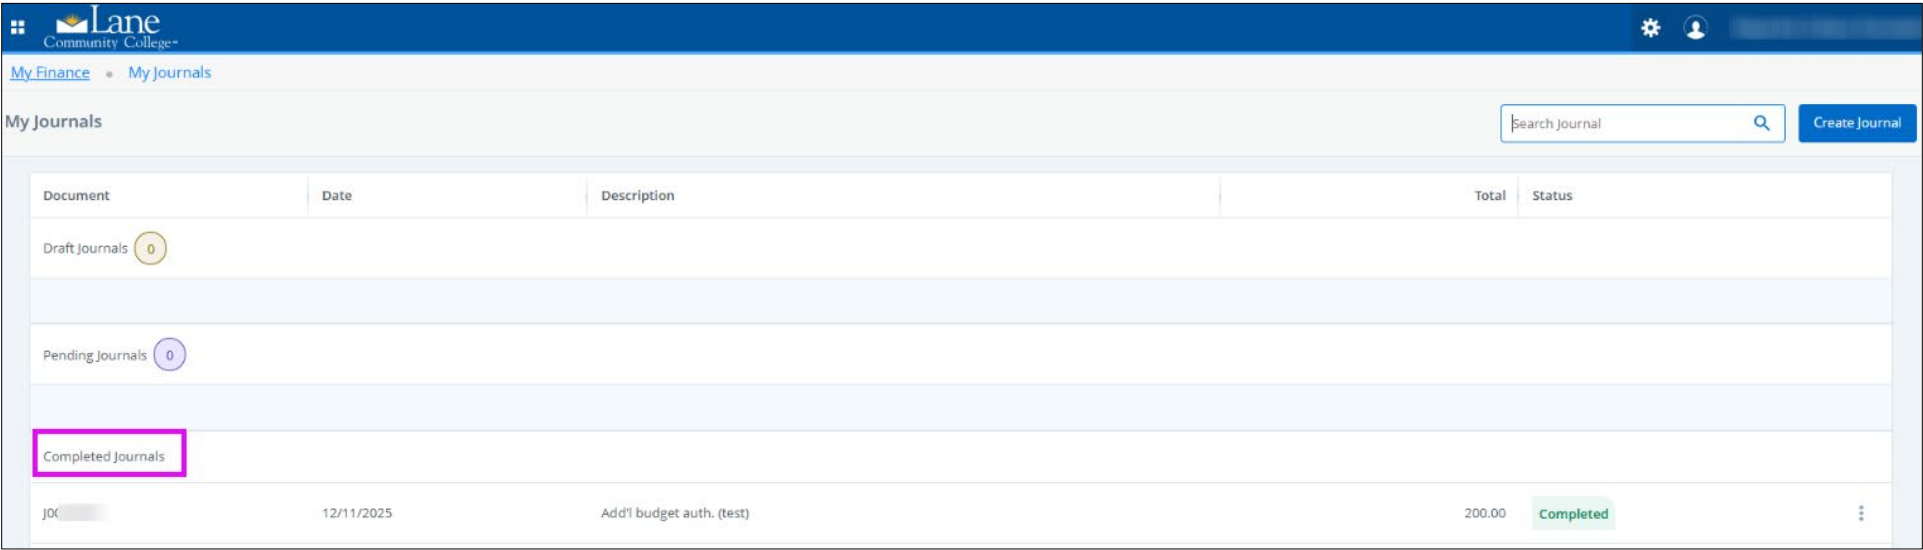 Lane
Community College
My Finance • My Journals
My Journals
Search Journal
Create Journal
Document Date Description Total Status
Draft Journals 0
Pending Journals 0
Completed Journals
12/11/2025 Add'l budget auth. (test) 200.00 Completed